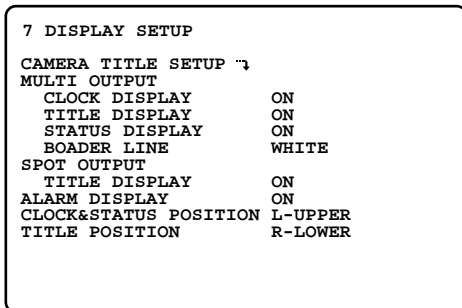 7 DISPLAY SETUP
CAMERA TITLE SETUP ↴
MULTI OUTPUT
CLOCK DISPLAY ON
TITLE DISPLAY ON
STATUS DISPLAY ON
BOADER LINE WHITE
SPOT OUTPUT
TITLE DISPLAY ON
ALARM DISPLAY ON
CLOCK&STATUS POSITION L-UPPER
TITLE POSITION R-LOWER